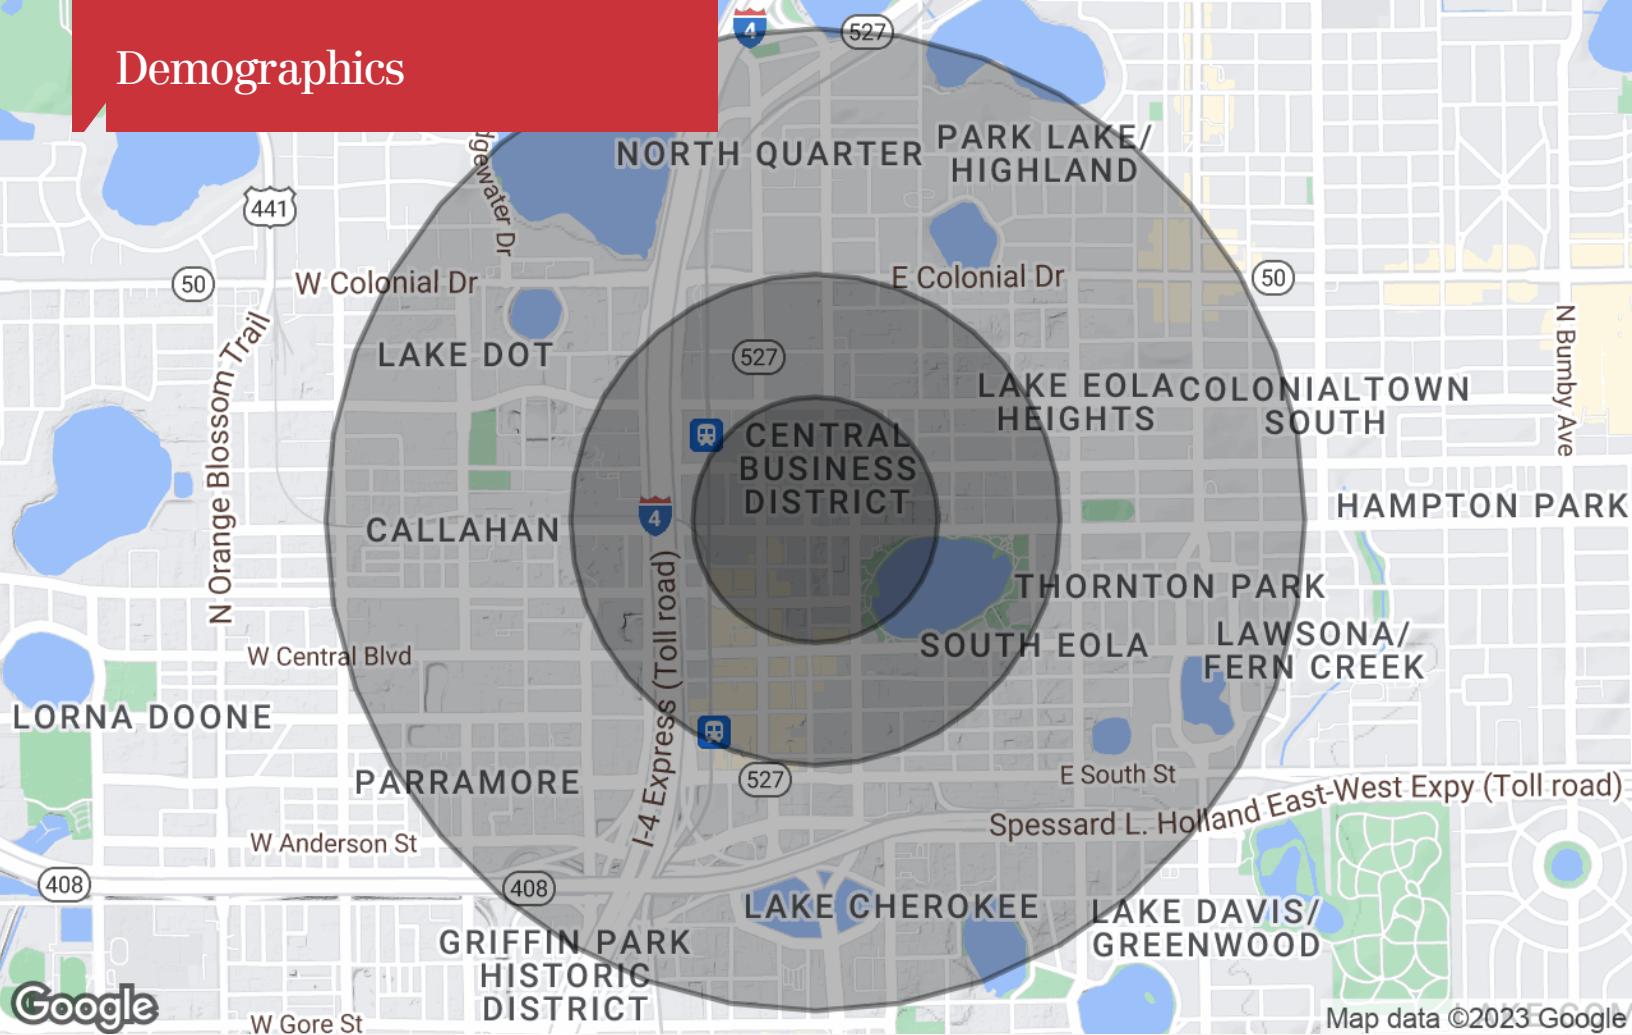 Demographics
4
527
NORTH QUARTER
PARK LAKE/
HIGHLAND
dgewater Dr
441
50
W Colonial Dr
E Colonial Dr
50
N Orange Blossom Trail
N Bumby Ave
LAKE DOT
527
LAKE EOLA
HEIGHTS
COLONIALTOWN
SOUTH
CENTRAL
BUSINESS
DISTRICT
HAMPTON PARK
CALLAHAN
4
I-4 Express (Toll road)
THORNTON PARK
SOUTH EOLA
LAWSONA/
FERN CREEK
W Central Blvd
LORNA DOONE
PARRAMORE
527
E South St
Spessard L. Holland East-West Expy (Toll road)
W Anderson St
408
408
LAKE CHEROKEE
LAKE DAVIS/
GREENWOOD
GRIFFIN PARK
HISTORIC
DISTRICT
Google
W Gore St
Map data ©2023 Google